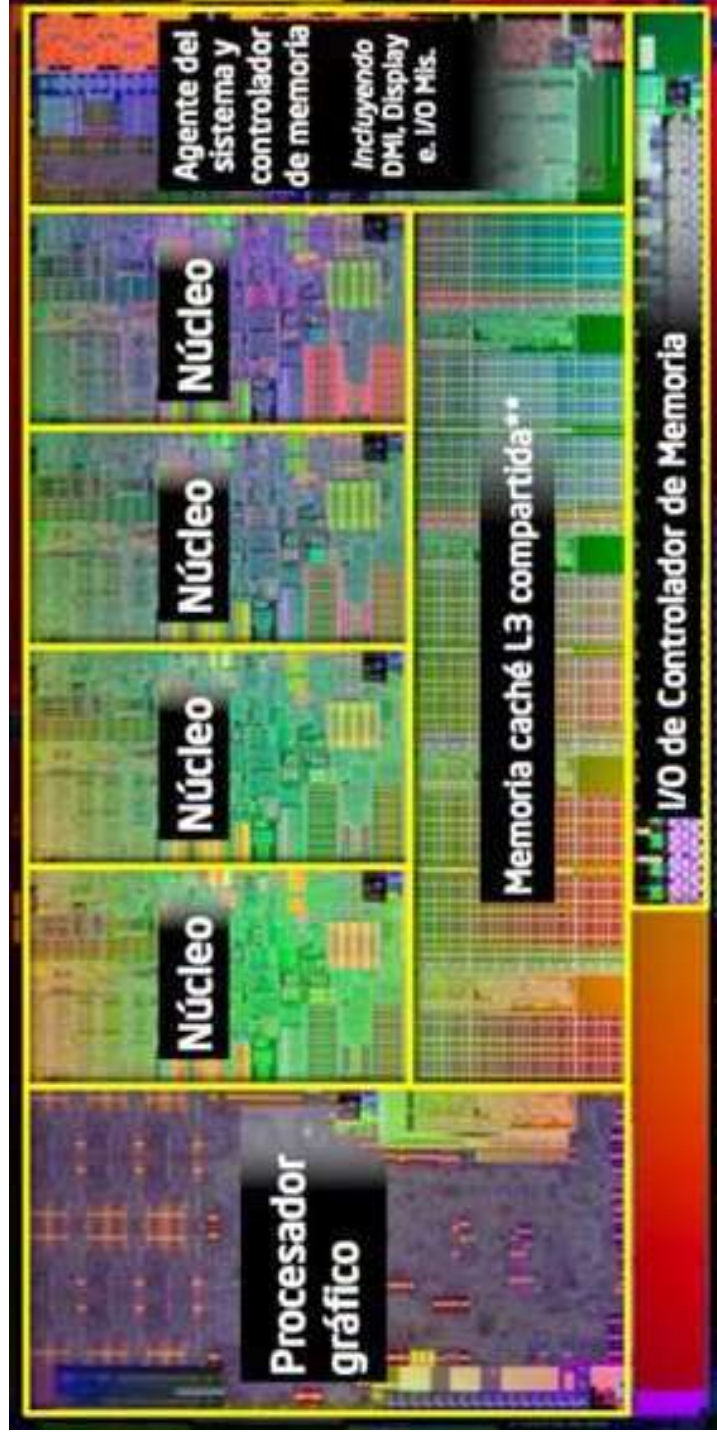 Procesador
gráfico
Núcleo
Núcleo
Núcleo
Núcleo
Agente del
sistema y
controlador
de memoria
Incluyendo
DMI, Display
e. I/O Mis.
Memoria caché L3 compartida**
I/O de Controlador de Memoria